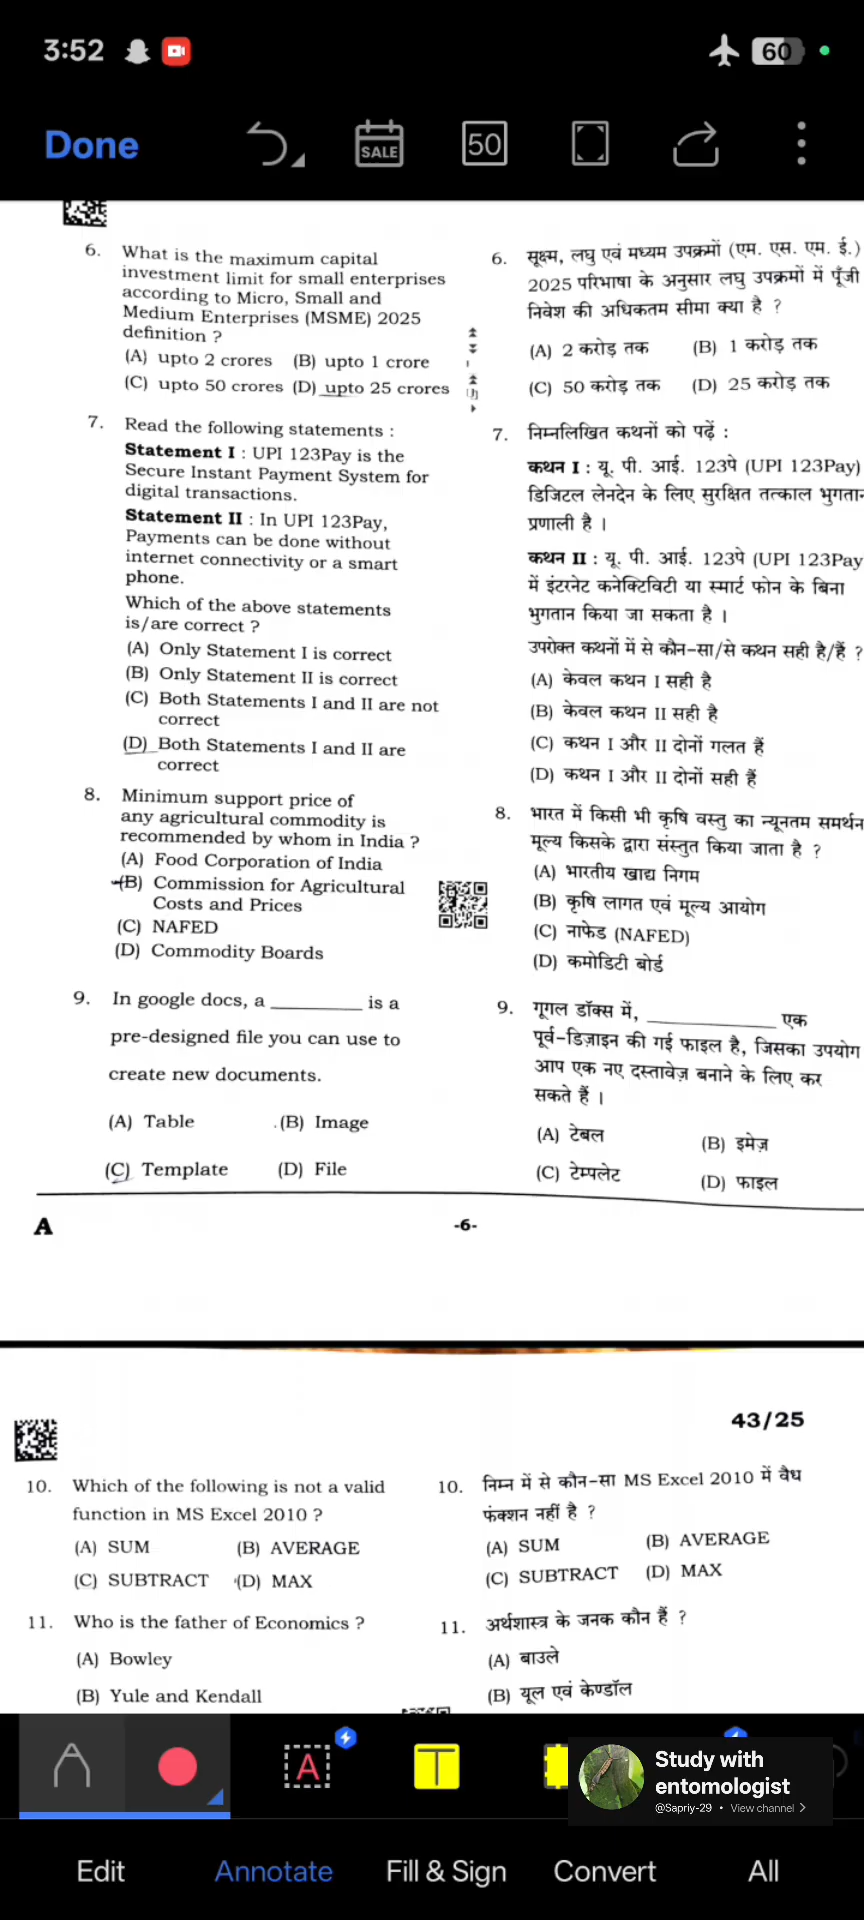 3:52
60
Done
SALE
50
6. What is the maximum capital
investment limit for small enterprises
according to Micro, Small and
Medium Enterprises (MSME) 2025
definition ?
(A) upto 2 crores (B) upto 1 crore
(C) upto 50 crores (D) upto 25 crores
7. Read the following statements :
Statement I : UPI 123Pay is the
Secure Instant Payment System for
digital transactions.
Statement II : In UPI 123Pay,
Payments can be done without
internet connectivity or a smart
phone.
Which of the above statements
is/are correct ?
(A) Only Statement I is correct
(B) Only Statement II is correct
(C) Both Statements I and II are not
correct
(D) Both Statements I and II are
correct
8. Minimum support price of
any agricultural commodity is
recommended by whom in India ?
(A) Food Corporation of India
(B) Commission for Agricultural
Costs and Prices
(C) NAFED
(D) Commodity Boards
9. In google docs, a ________ is a
pre-designed file you can use to
create new documents.
(A) Table (B) Image
(C) Template (D) File
6. सूक्ष्म, लघु एवं मध्यम उपक्रमों (एम. एस. एम. ई.)
2025 परिभाषा के अनुसार लघु उपक्रमों में पूँजी
निवेश की अधिकतम सीमा क्या है ?
(A) 2 करोड़ तक (B) 1 करोड़ तक
(C) 50 करोड़ तक (D) 25 करोड़ तक
7. निम्नलिखित कथनों को पढ़ें :
कथन I : यू. पी. आई. 123पे (UPI 123Pay)
डिजिटल लेनदेन के लिए सुरक्षित तत्काल भुगतान
प्रणाली है ।
कथन II : यू. पी. आई. 123पे (UPI 123Pay
में इंटरनेट कनेक्टिविटी या स्मार्ट फोन के बिना
भुगतान किया जा सकता है ।
उपरोक्त कथनों में से कौन-सा/से कथन सही है/हैं ?
(A) केवल कथन I सही है
(B) केवल कथन II सही है
(C) कथन I और II दोनों गलत हैं
(D) कथन I और II दोनों सही हैं
8. भारत में किसी भी कृषि वस्तु का न्यूनतम समर्थन
मूल्य किसके द्वारा संस्तुत किया जाता है ?
(A) भारतीय खाद्य निगम
(B) कृषि लागत एवं मूल्य आयोग
(C) नाफेड (NAFED)
(D) कमोडिटी बोर्ड
9. गूगल डॉक्स में, ________ एक
पूर्व-डिज़ाइन की गई फाइल है, जिसका उपयोग
आप एक नए दस्तावेज़ बनाने के लिए कर
सकते हैं ।
(A) टेबल (B) इमेज़
(C) टेम्पलेट (D) फाइल
A -6-
43/25
10. Which of the following is not a valid
function in MS Excel 2010 ?
(A) SUM (B) AVERAGE
(C) SUBTRACT (D) MAX
11. Who is the father of Economics ?
(A) Bowley
(B) Yule and Kendall
10. निम्न में से कौन-सा MS Excel 2010 में वैध
फंक्शन नहीं है ?
(A) SUM (B) AVERAGE
(C) SUBTRACT (D) MAX
11. अर्थशास्त्र के जनक कौन हैं ?
(A) बाउले
(B) यूल एवं केण्डॉल
A
T
Study with
entomologist
@Sapriy-29 • View channel >
Edit Annotate Fill & Sign Convert All